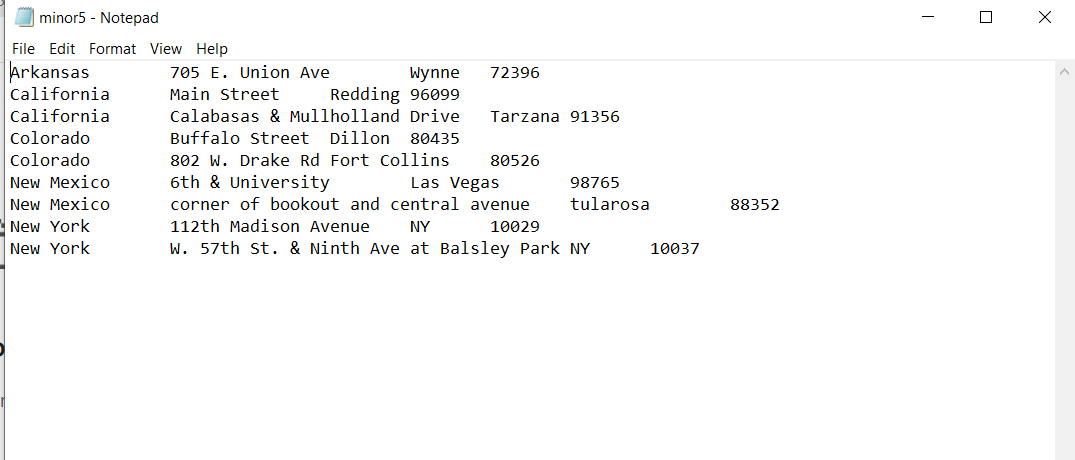 minor5 - Notepad
File Edit Format View Help
Arkansas 705 E. Union Ave Wynne 72396
California Main Street Redding 96099
California Calabasas & Mullholland Drive Tarzana 91356
Colorado Buffalo Street Dillon 80435
Colorado 802 W. Drake Rd Fort Collins 80526
New Mexico 6th & University Las Vegas 98765
New Mexico corner of bookout and central avenue tularosa 88352
New York 112th Madison Avenue NY 10029
New York W. 57th St. & Ninth Ave at Balsley Park NY 10037